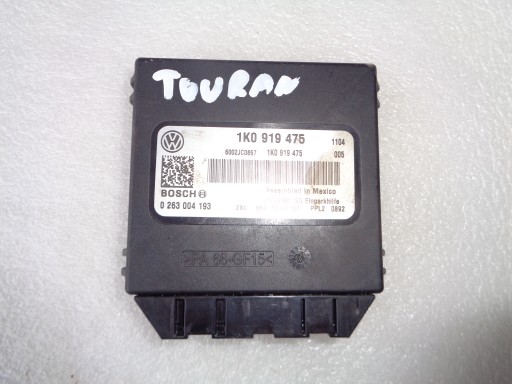 TOURAN
1K0 919 475 1104
6002JC0897 1K0 919 475 005
BOSCH
Assembled in Mexico
Einparkhilfe
0 263 004 193 PPL2 0892
>PA 66-GF15<